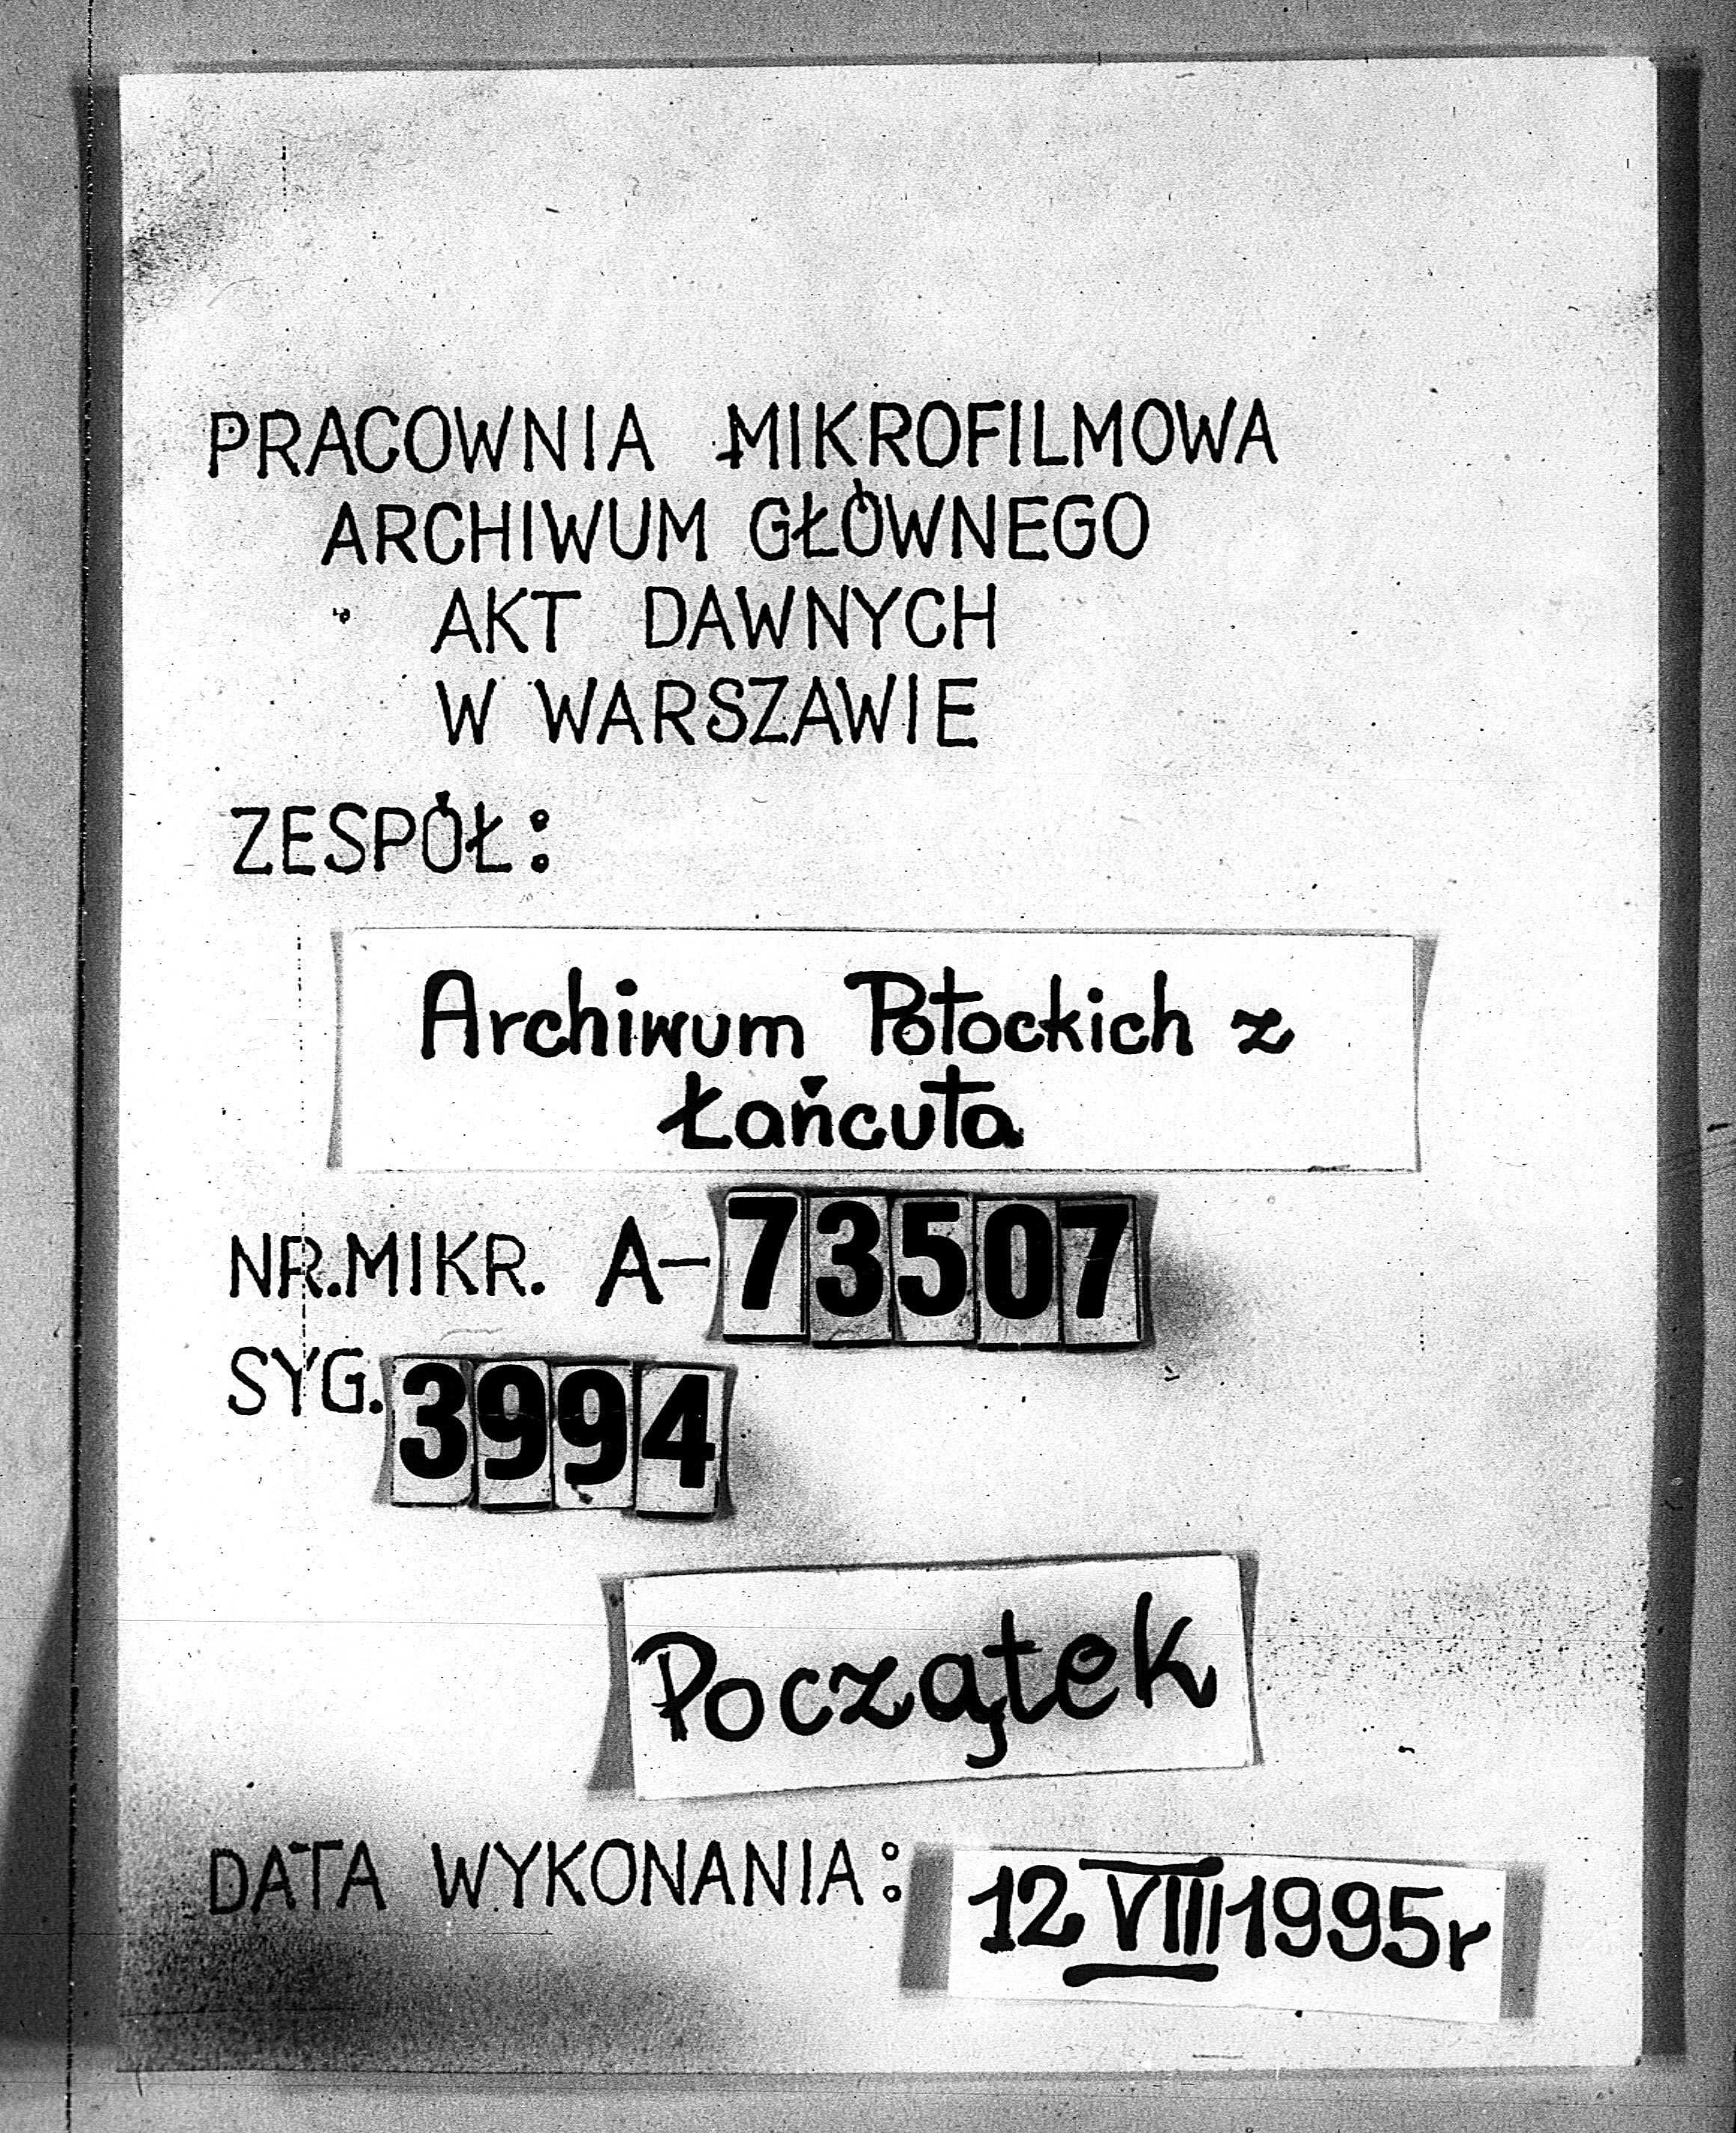 PRACOWNIA MIKROFILMOWA
ARCHIWUM GŁÓWNEGO
AKT DAWNYCH
W WARSZAWIE
ZESPÓŁ:
Archiwum Potockich z
Łańcuta
NR.MIKR. A-73507
SYG. 3994
Początek
DATA WYKONANIA: 12 VIII 1995r